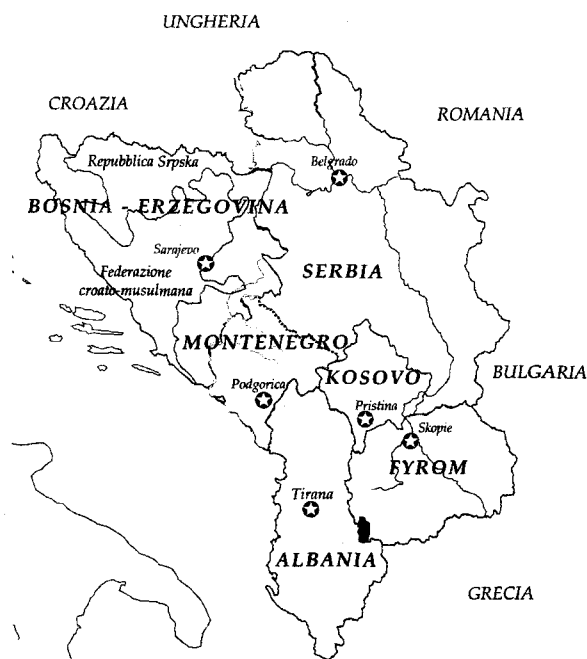 UNGHERIA
CROAZIA
ROMANIA
Repubblica Srpska
Belgrado
BOSNIA - ERZEGOVINA
Sarajevo
SERBIA
Federazione
croato-musulmana
MONTENEGRO
KOSOVO
BULGARIA
Podgorica
Pristina
Skopie
FYROM
Tirana
ALBANIA
GRECIA